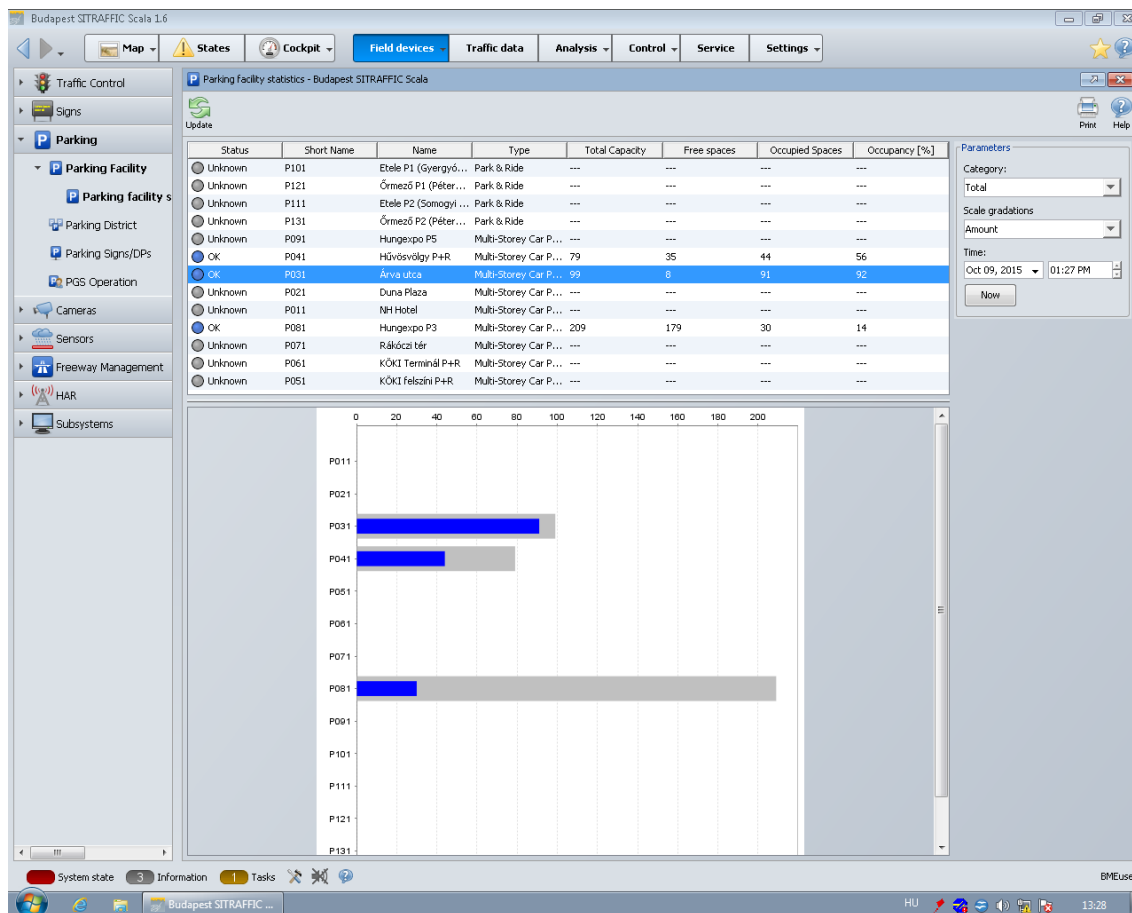 Budapest SITRAFFIC Scala 1.6
Map States Cockpit Field devices Traffic data Analysis Control Service Settings
Traffic Control
Signs
Parking
Parking Facility
Parking facility s
Parking District
Parking Signs/DPs
PGS Operation
Cameras
Sensors
Freeway Management
HAR
Subsystems
Parking facility statistics - Budapest SITRAFFIC Scala
Update
Print Help
Status Short Name Name Type Total Capacity Free spaces Occupied Spaces Occupancy [%]
Unknown P101 Etele P1 (Gyergyó... Park & Ride --- --- --- ---
Unknown P121 Őrmező P1 (Péter... Park & Ride --- --- --- ---
Unknown P111 Etele P2 (Somogyi ... Park & Ride --- --- --- ---
Unknown P131 Őrmező P2 (Péter... Park & Ride --- --- --- ---
Unknown P091 Hungexpo P5 Multi-Storey Car P... --- --- --- ---
OK P041 Hűvösvölgy P+R Multi-Storey Car P... 79 35 44 56
OK P031 Árva utca Multi-Storey Car P... 99 8 91 92
Unknown P021 Duna Plaza Multi-Storey Car P... --- --- --- ---
Unknown P011 NH Hotel Multi-Storey Car P... --- --- --- ---
OK P081 Hungexpo P3 Multi-Storey Car P... 209 179 30 14
Unknown P071 Rákóczi tér Multi-Storey Car P... --- --- --- ---
Unknown P061 KÖKI Terminál P+R Multi-Storey Car P... --- --- --- ---
Unknown P051 KÖKI felszíni P+R Multi-Storey Car P... --- --- --- ---
Parameters
Category:
Total
Scale gradations
Amount
Time:
Oct 09, 2015 01:27 PM
Now
0 20 40 60 80 100 120 140 160 180 200
P011
P021
P031
P041
P051
P061
P071
P081
P091
P101
P111
P121
P131
System state 3 Information 1 Tasks BMEuse
Budapest SITRAFFIC ... HU 13:28